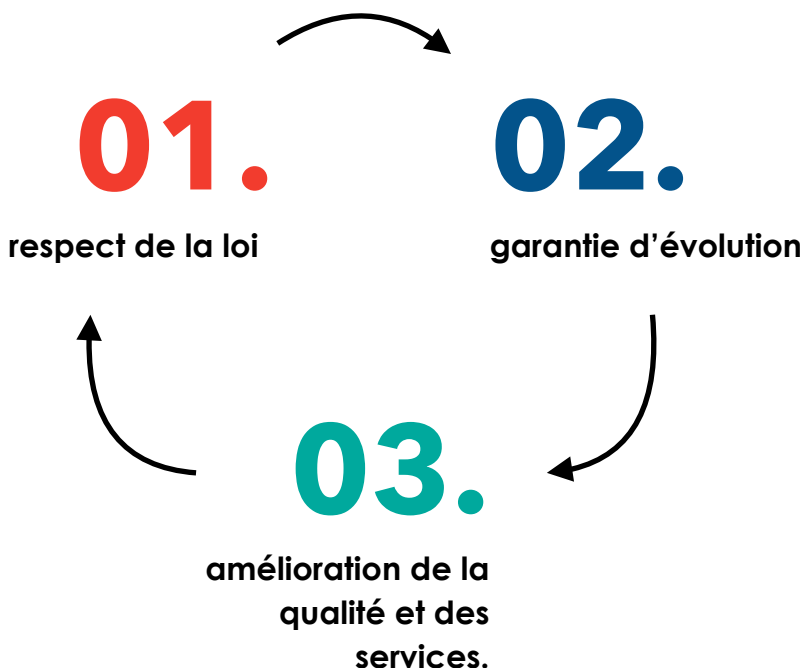 01.
respect de la loi
02.
garantie d’évolution
03.
amélioration de la
qualité et des
services.